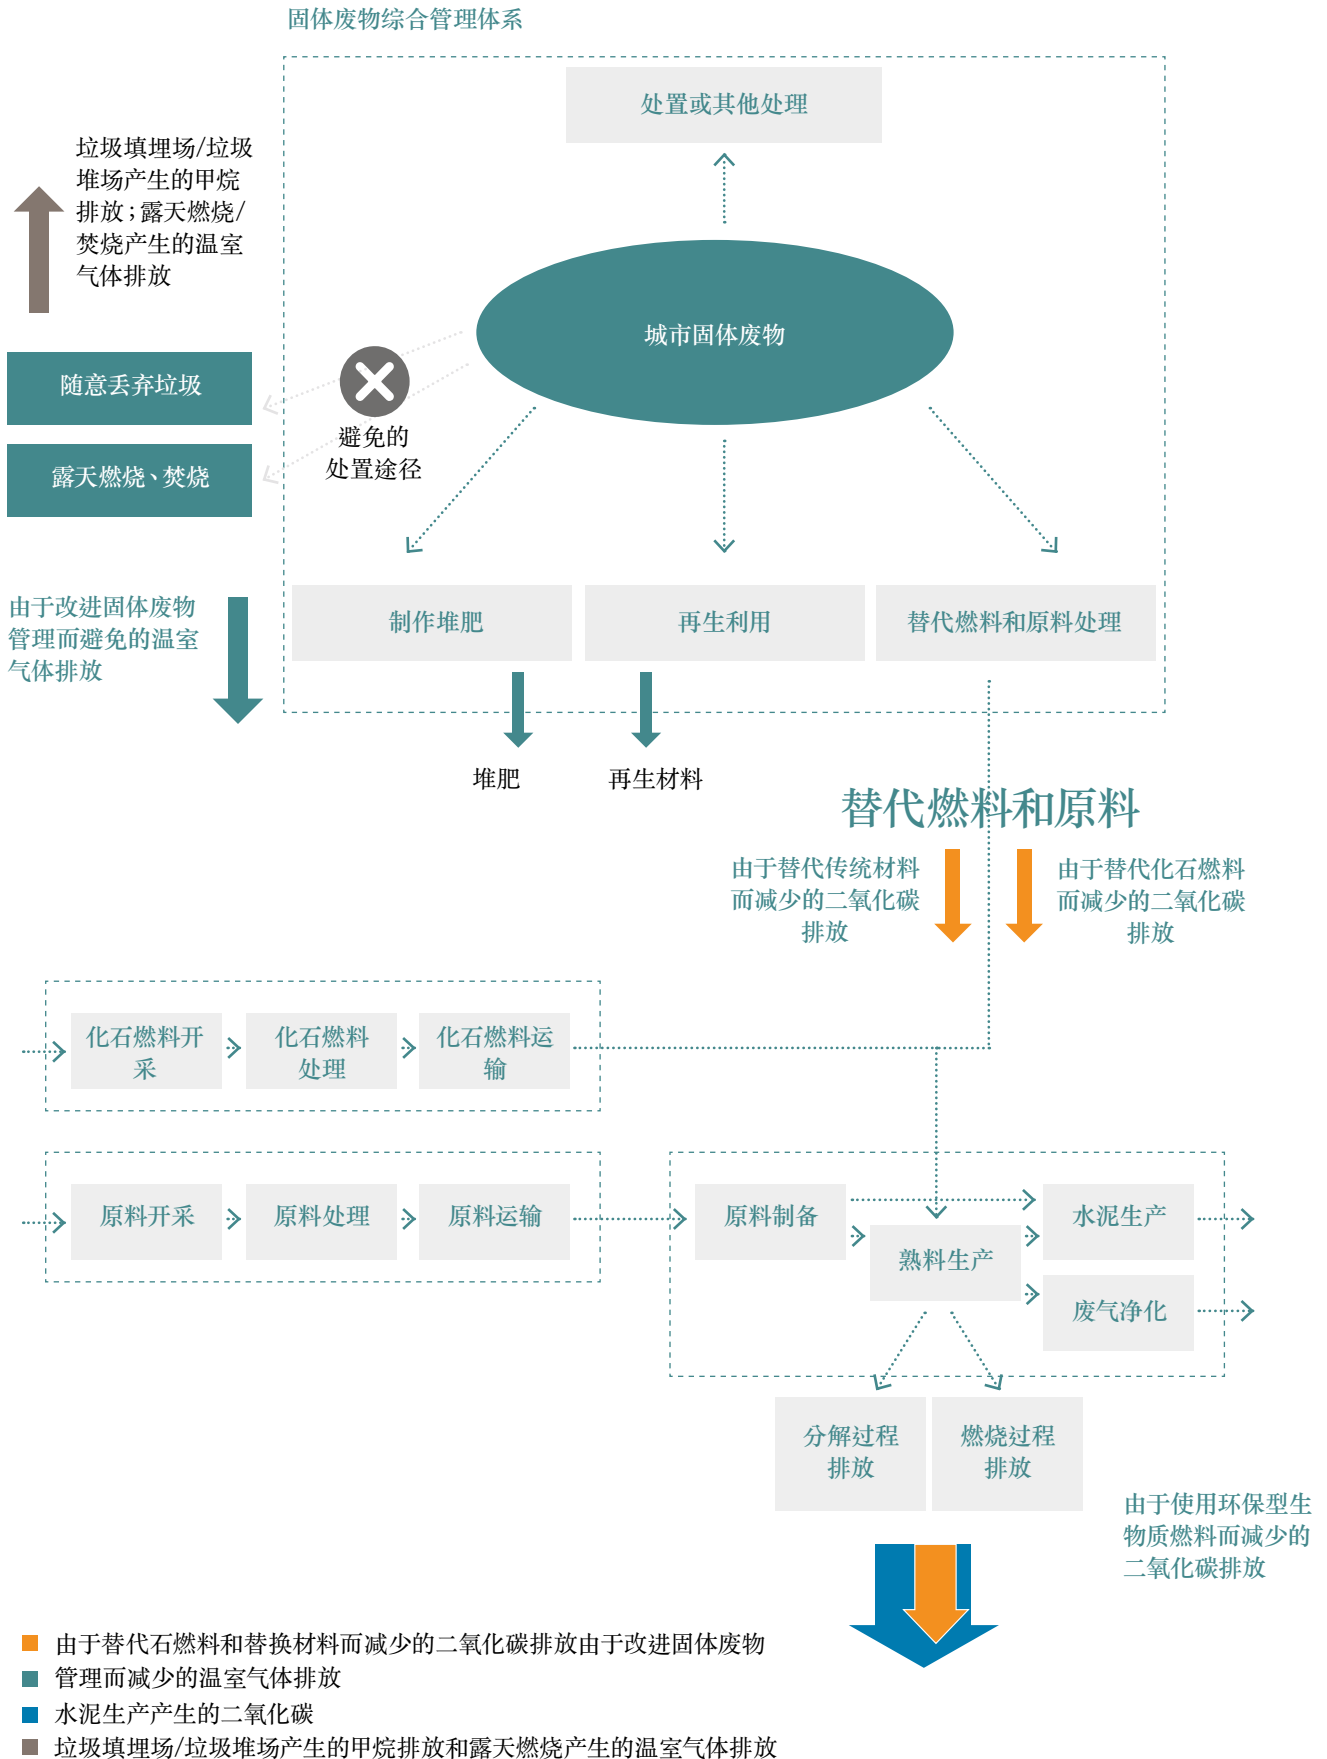 固体废物综合管理体系
处置或其他处理
垃圾填埋场/垃圾
堆场产生的甲烷
排放；露天燃烧/
焚烧产生的温室
气体排放
城市固体废物
随意丢弃垃圾
避免的
处置途径
露天燃烧、焚烧
由于改进固体废物
管理而避免的温室
气体排放
制作堆肥
再生利用
替代燃料和原料处理
堆肥
再生材料
替代燃料和原料
由于替代传统材料
而减少的二氧化碳
排放
由于替代化石燃料
而减少的二氧化碳
排放
化石燃料开
采
化石燃料
处理
化石燃料运
输
原料开采
原料处理
原料运输
原料制备
熟料生产
水泥生产
废气净化
分解过程
排放
燃烧过程
排放
由于使用环保型生
物质燃料而减少的
二氧化碳排放
由于替代石燃料和替换材料而减少的二氧化碳排放由于改进固体废物
管理而减少的温室气体排放
水泥生产产生的二氧化碳
垃圾填埋场/垃圾堆场产生的甲烷排放和露天燃烧产生的温室气体排放